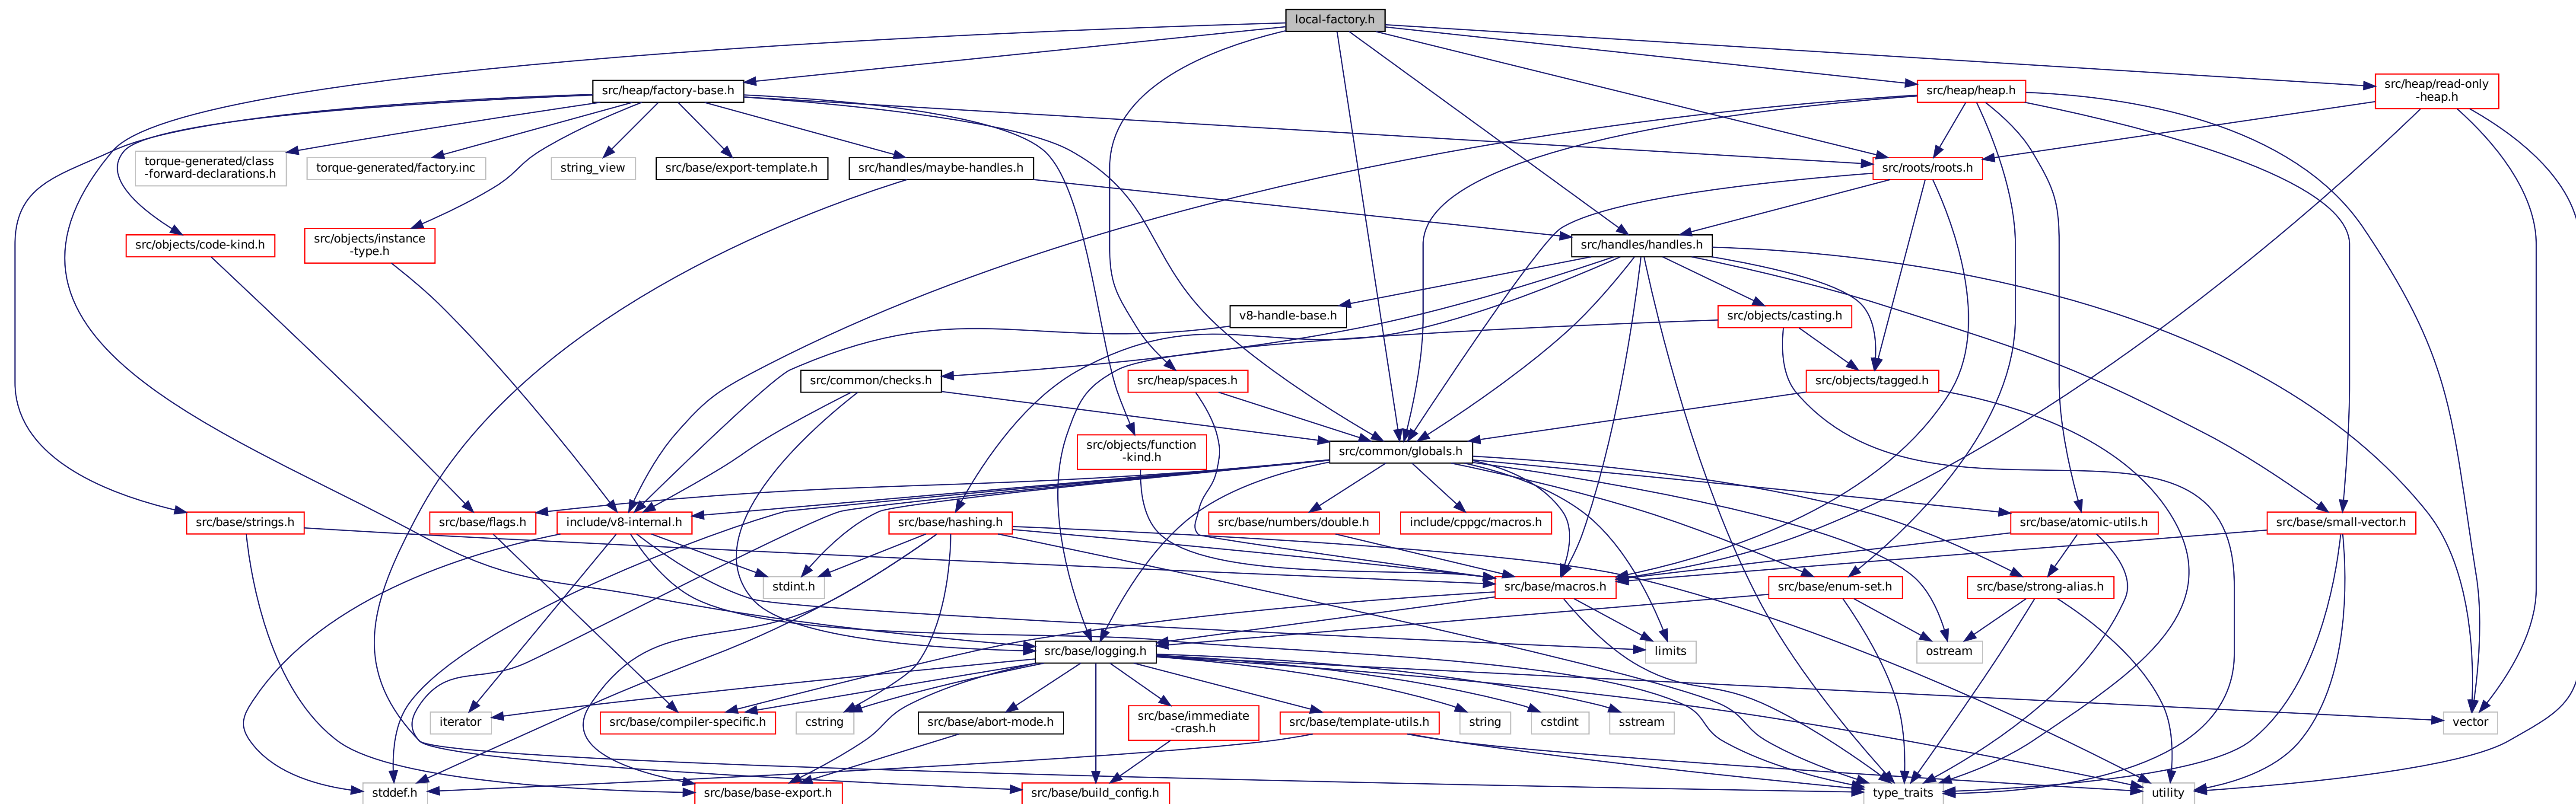 local-factory.h
src/heap/factory-base.h
src/heap/heap.h
src/heap/read-only
-heap.h
torque-generated/class
-forward-declarations.h
torque-generated/factory.inc
string_view
src/base/export-template.h
src/handles/maybe-handles.h
src/roots/roots.h
src/objects/code-kind.h
src/objects/instance
-type.h
src/handles/handles.h
v8-handle-base.h
src/objects/casting.h
src/common/checks.h
src/heap/spaces.h
src/objects/tagged.h
src/objects/function
-kind.h
src/common/globals.h
src/base/strings.h
src/base/flags.h
include/v8-internal.h
src/base/hashing.h
src/base/numbers/double.h
include/cppgc/macros.h
src/base/atomic-utils.h
src/base/small-vector.h
stdint.h
src/base/macros.h
src/base/enum-set.h
src/base/strong-alias.h
src/base/logging.h
limits
ostream
iterator
src/base/compiler-specific.h
cstring
src/base/abort-mode.h
src/base/immediate
-crash.h
src/base/template-utils.h
string
cstdint
sstream
vector
stddef.h
src/base/base-export.h
src/base/build_config.h
type_traits
utility